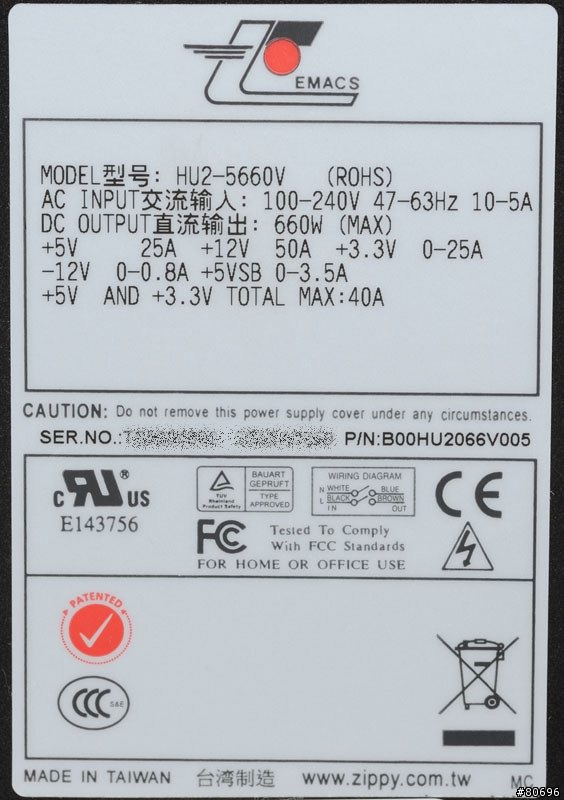 EMACS
MODEL型号: HU2-5660V (ROHS)
AC INPUT交流输入: 100-240V 47-63Hz 10-5A
DC OUTPUT直流输出: 660W (MAX)
+5V 25A +12V 50A +3.3V 0-25A
-12V 0-0.8A +5VSB 0-3.5A
+5V AND +3.3V TOTAL MAX:40A
CAUTION: Do not remove this power supply cover under any circumstances.
SER.NO.: P/N:B00HU2066V005
c RU® US
E143756
TUV
Rheinland
Product Safety
BAUART
GEPRUFT
TYPE
APPROVED
WIRING DIAGRAM
N WHITE BLUE
L BLACK BROWN
IN OUT
CE
FC
Tested To Comply
With FCC Standards
FOR HOME OR OFFICE USE
PATENTED
CCC S&E
MADE IN TAIWAN 台湾制造 www.zippy.com.tw MC
#80696